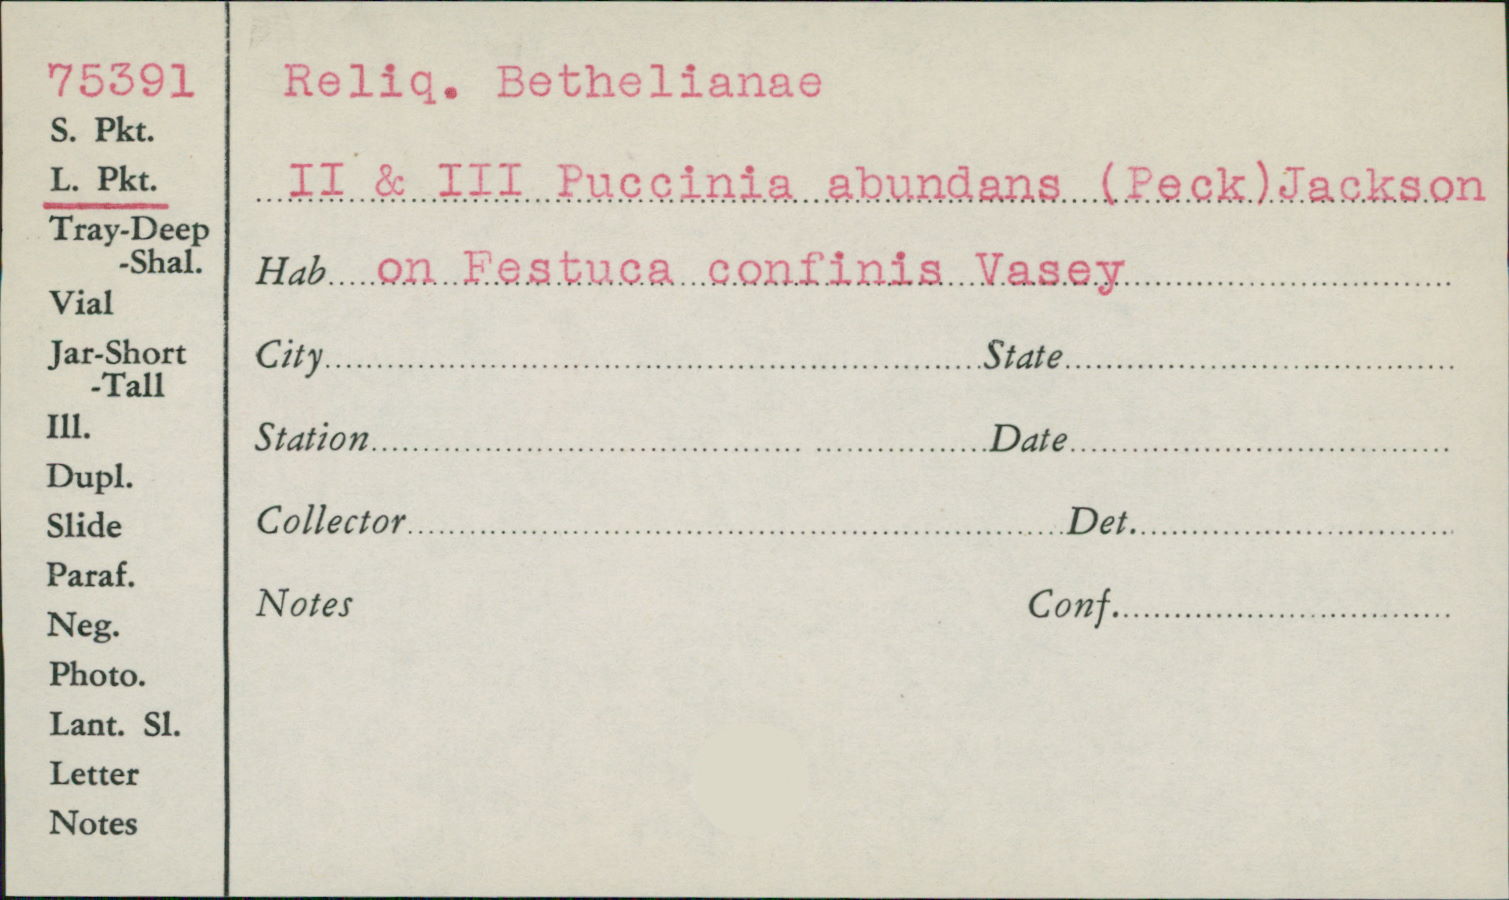 75391
S. Pkt.
L. Pkt.
Tray-Deep
-Shal.
Vial
Jar-Short
-Tall
Ill.
Dupl.
Slide
Paraf.
Neg.
Photo.
Lant. Sl.
Letter
Notes
Reliq. Bethelianae
II & III Puccinia abundans (Peck)Jackson
Hab. on Festuca confinis Vasey
City State
Station Date
Collector Det.
Notes Conf.